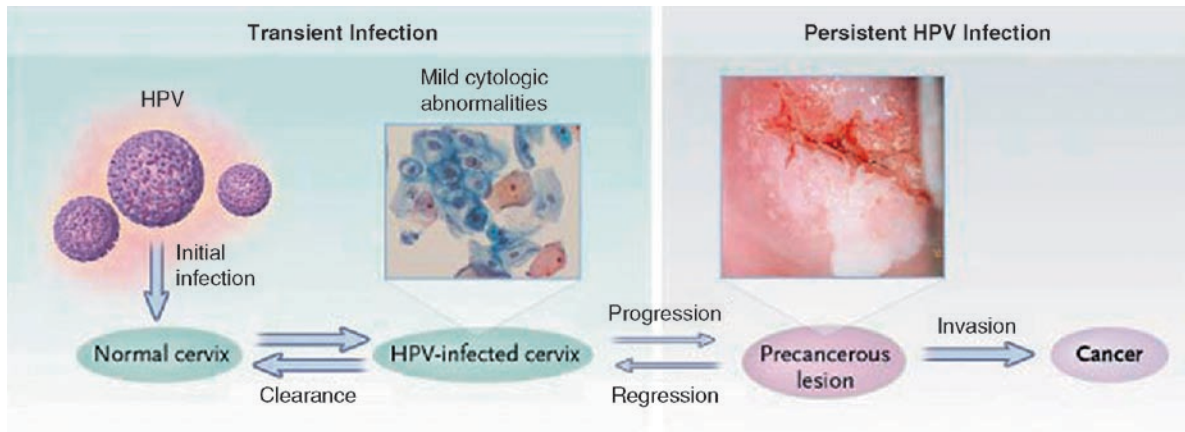 Transient Infection
Persistent HPV Infection
HPV
Mild cytologic
abnormalities
Initial
infection
Normal cervix
Clearance
HPV-infected cervix
Progression
Regression
Precancerous
lesion
Invasion
Cancer